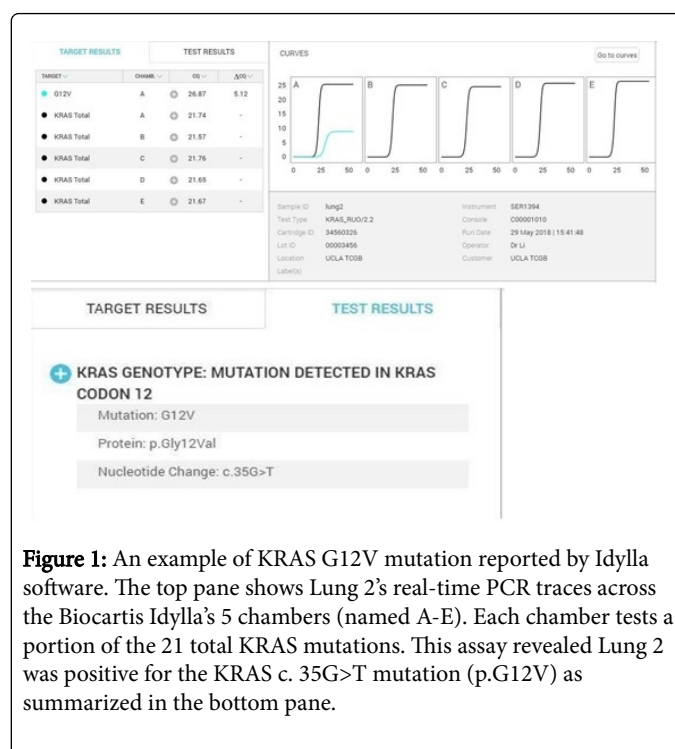 TARGET RESULTS
TEST RESULTS
TARGET CHAMB. CQ ΔCQ
G12V A 26.87 5.12
KRAS Total A 21.74 -
KRAS Total B 21.57 -
KRAS Total C 21.76 -
KRAS Total D 21.65 -
KRAS Total E 21.67 -
CURVES
Go to curves
25
20
15
10
5
0
A
B
C
D
E
0 25 50
0 25 50
0 25 50
0 25 50
0 25 50
Sample ID lung2
Test Type KRAS_RUO/2.2
Cartridge ID 34560326
Lot ID 00003456
Location UCLA TCGB
Label(s)
Instrument SER1394
Console C00001010
Run Date 29 May 2018 | 15:41:48
Operator Dr Li
Customer UCLA TCGB
TARGET RESULTS
TEST RESULTS
KRAS GENOTYPE: MUTATION DETECTED IN KRAS
CODON 12
Mutation: G12V
Protein: p.Gly12Val
Nucleotide Change: c.35G>T
Figure 1: An example of KRAS G12V mutation reported by Idylla
software. The top pane shows Lung 2's real-time PCR traces across
the Biocartis Idylla's 5 chambers (named A-E). Each chamber tests a
portion of the 21 total KRAS mutations. This assay revealed Lung 2
was positive for the KRAS c. 35G>T mutation (p.G12V) as
summarized in the bottom pane.